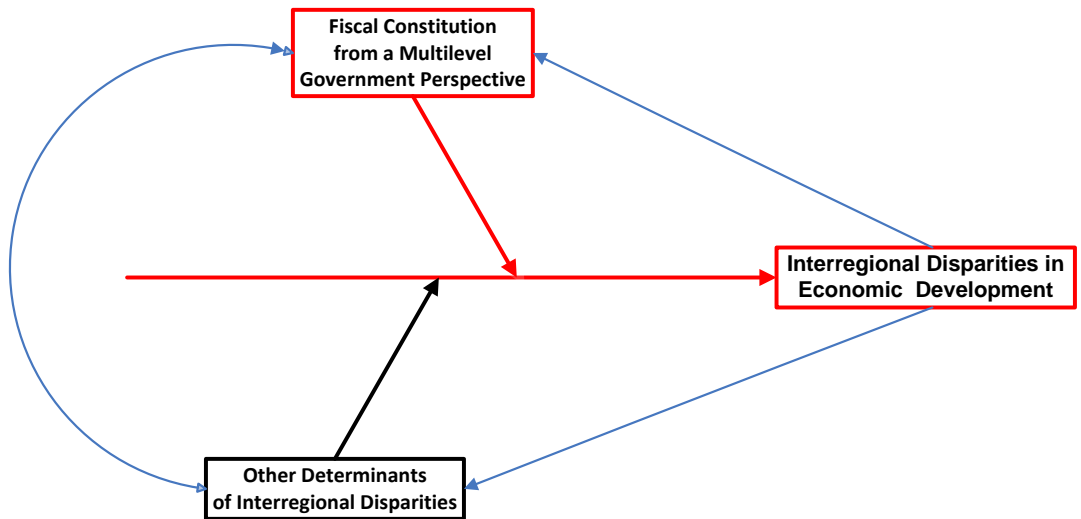 Fiscal Constitution
from a Multilevel
Government Perspective
Interregional Disparities in
Economic Development
Other Determinants
of Interregional Disparities